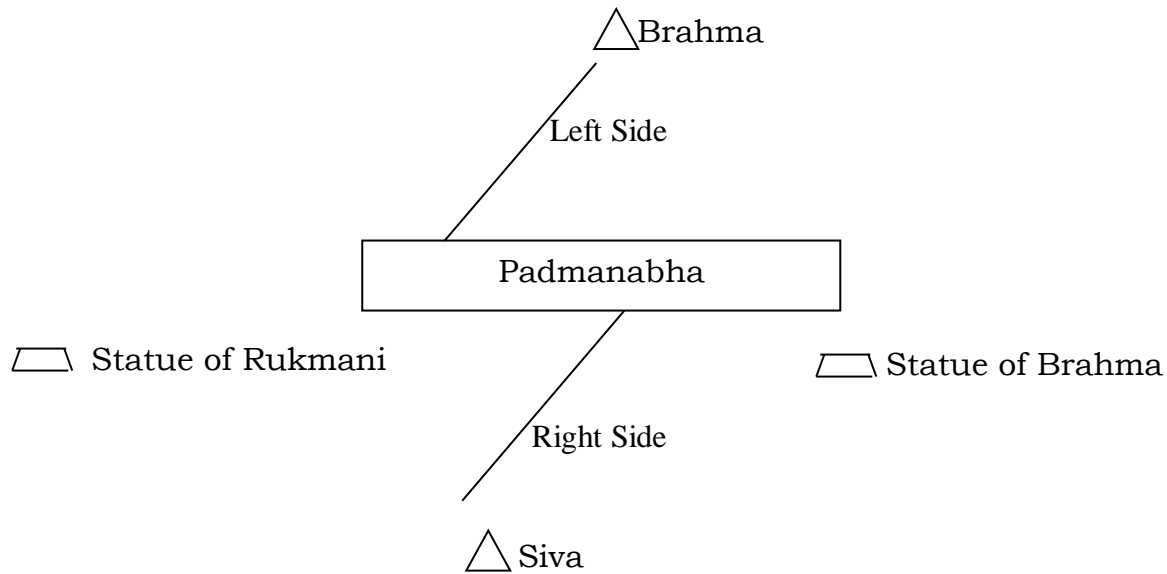 Brahma
Left Side
Padmanabha
Statue of Rukmani
Statue of Brahma
Right Side
Siva